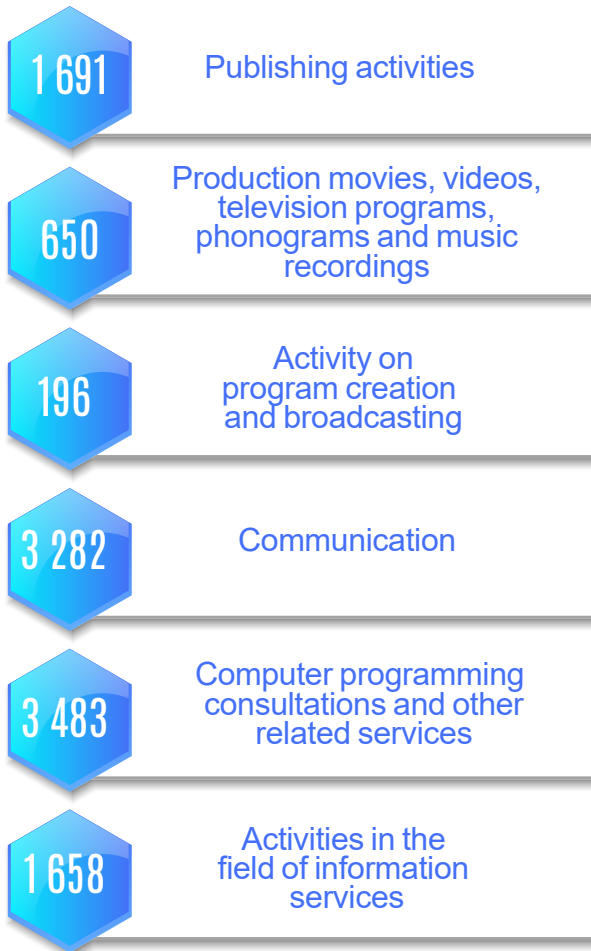 1 691
Publishing activities
650
Production movies, videos,
television programs,
phonograms and music
recordings
196
Activity on
program creation
and broadcasting
3 282
Communication
3 483
Computer programming
consultations and other
related services
1 658
Activities in the
field of information
services